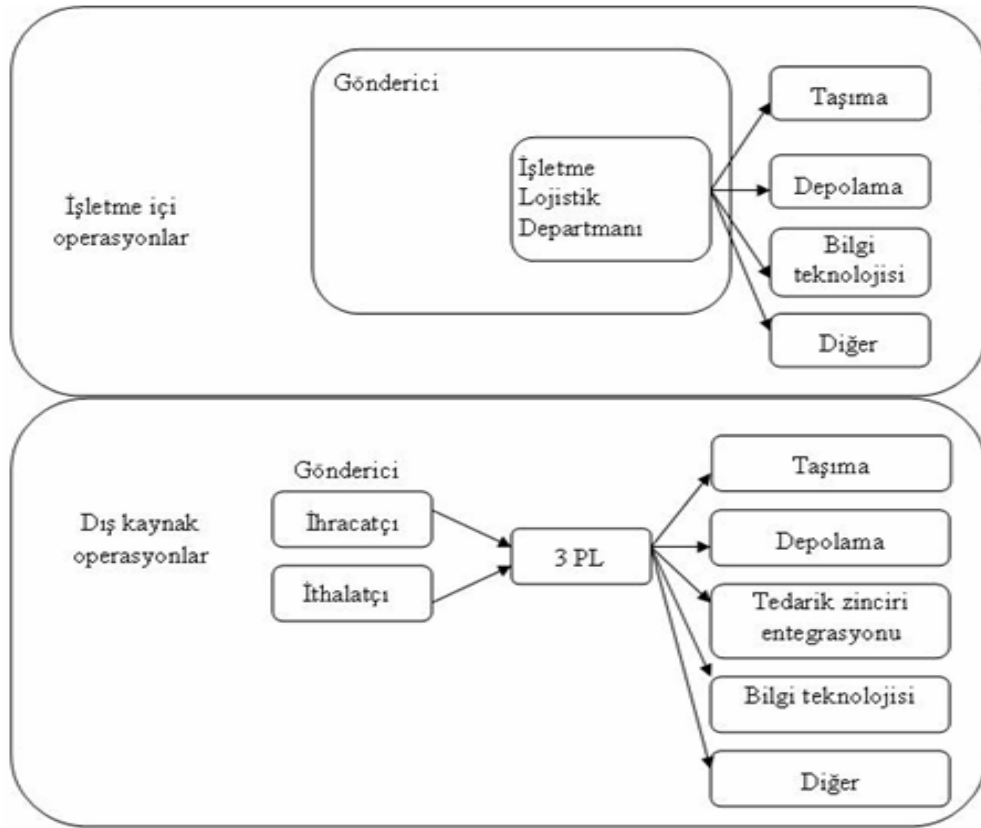 Gönderici
Taşıma
İşletme
Lojistik
Departmanı
Depolama
İşletme içi
operasyonlar
Bilgi
teknolojisi
Diğer
Gönderici
İhracatçı
İthalatçı
Dış kaynak
operasyonlar
3 PL
Taşıma
Depolama
Tedarik zinciri
entegrasyonu
Bilgi teknolojisi
Diğer